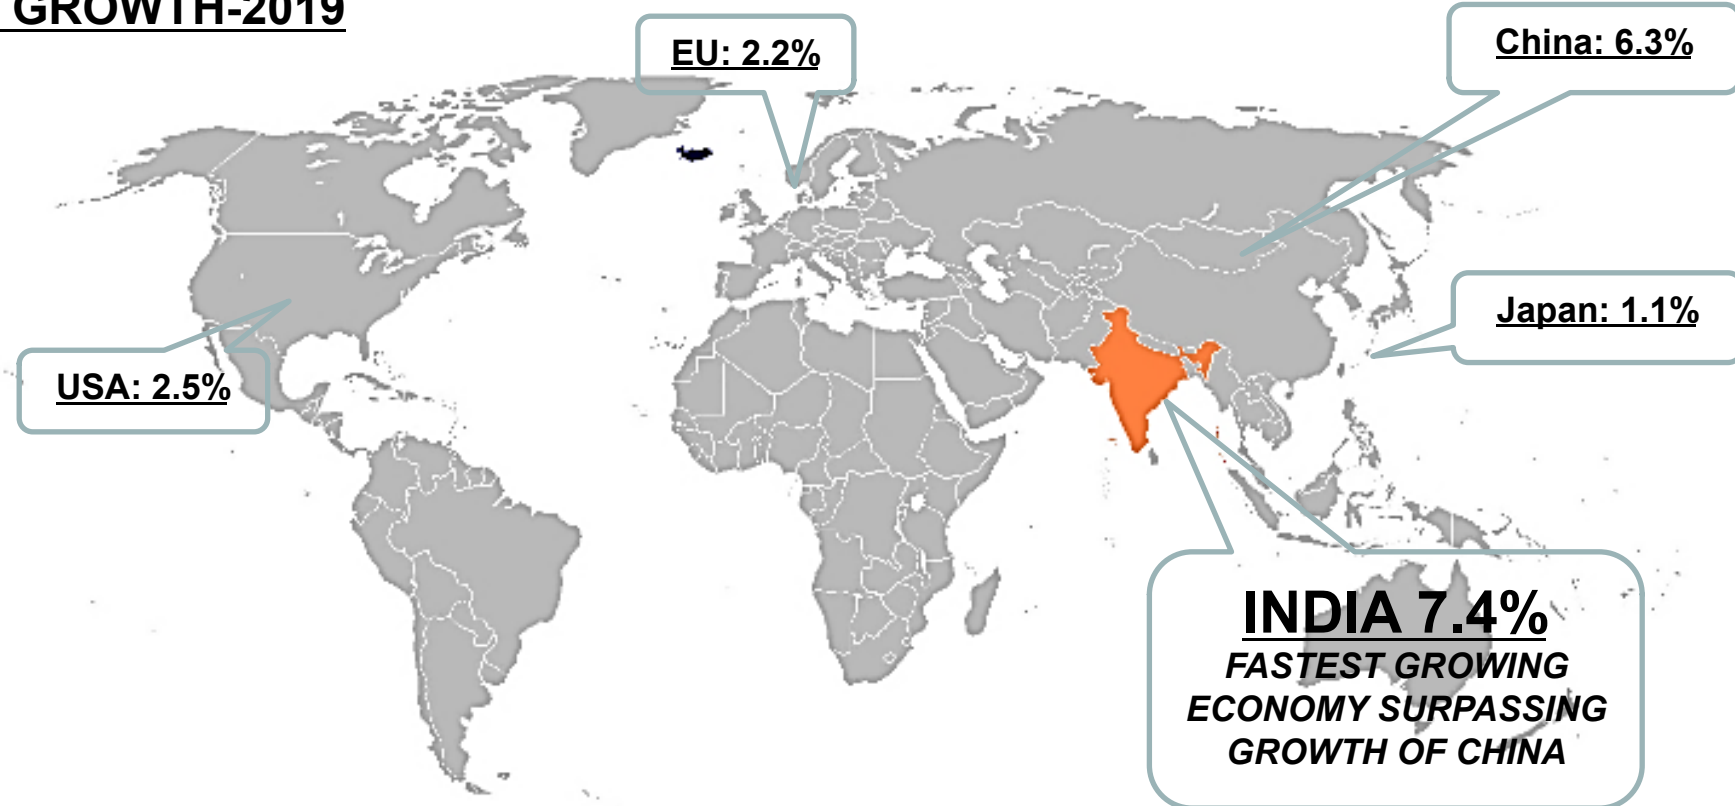 GROWTH-2019
EU: 2.2%
China: 6.3%
Japan: 1.1%
USA: 2.5%
INDIA 7.4%
FASTEST GROWING
ECONOMY SURPASSING
GROWTH OF CHINA